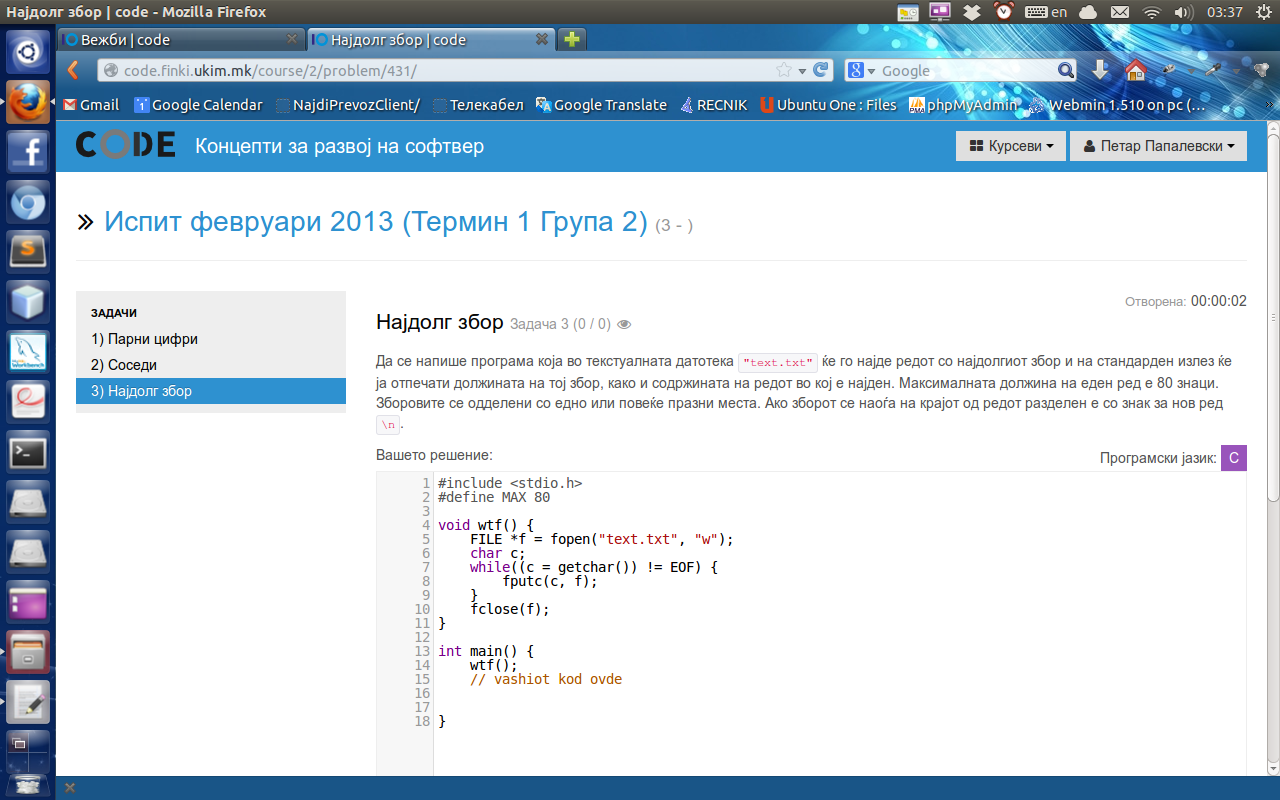 Најдолг збор | code - Mozilla Firefox
en
03:37
Вежби | code
Најдолг збор | code
code.finki.ukim.mk/course/2/problem/431/
Google
Gmail
Google Calendar
NajdiPrevozClient/
Телекабел
Google Translate
RECNIK
Ubuntu One : Files
phpMyAdmin
Webmin 1.510 on pc (…
CODE
Концепти за развој на софтвер
Курсеви
Петар Папалевски
Испит февруари 2013 (Термин 1 Група 2) (3 - )
ЗАДАЧИ
1) Парни цифри
2) Соседи
3) Најдолг збор
Отворена: 00:00:02
Најдолг збор Задача 3 (0 / 0)
Да се напише програма која во текстуалната датотека "text.txt" ќе го најде редот со најдолгиот збор и на стандарден излез ќе
ја отпечати должината на тој збор, како и содржината на редот во кој е најден. Максималната должина на еден ред е 80 знаци.
Зборовите се одделени со едно или повеќе празни места. Ако зборот се наоѓа на крајот од редот разделен е со знак за нов ред
\n.
Вашето решение:
Програмски јазик: C
1 #include <stdio.h>
2 #define MAX 80
3
4 void wtf() {
5     FILE *f = fopen("text.txt", "w");
6     char c;
7     while((c = getchar()) != EOF) {
8         fputc(c, f);
9     }
10     fclose(f);
11 }
12
13 int main() {
14     wtf();
15     // vashiot kod ovde
16
17
18 }